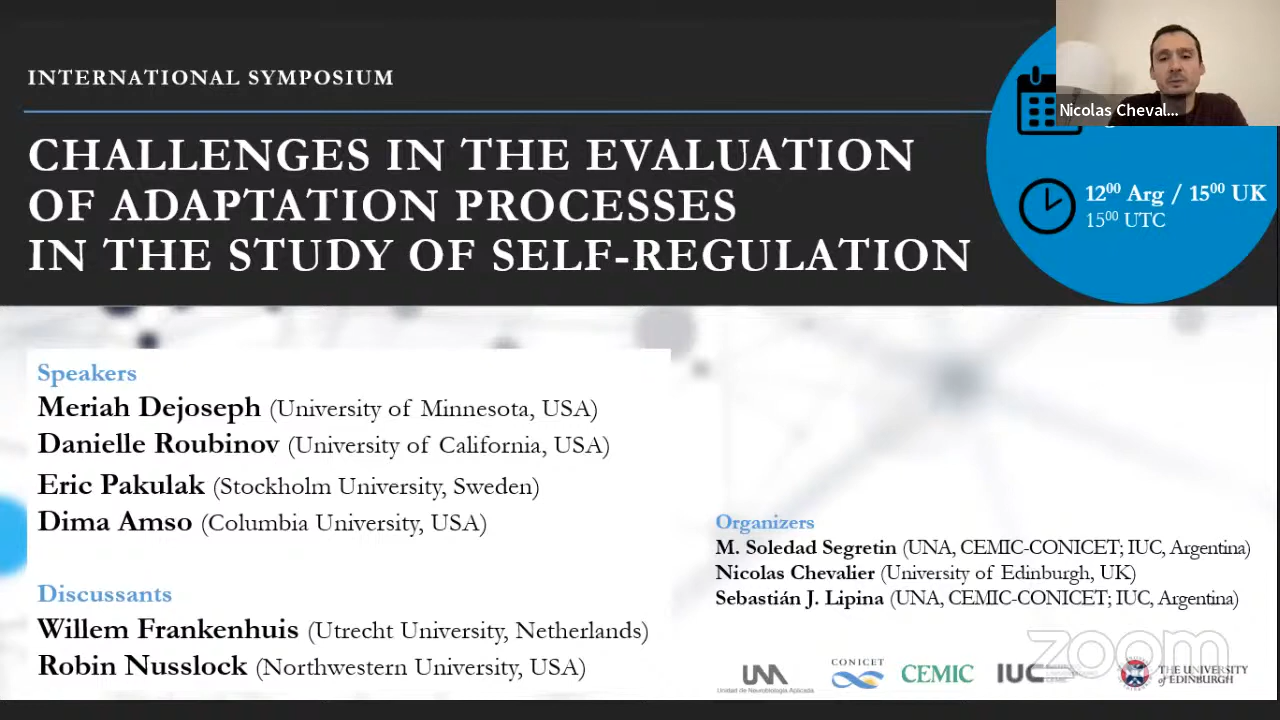 INTERNATIONAL SYMPOSIUM
CHALLENGES IN THE EVALUATION
OF ADAPTATION PROCESSES
IN THE STUDY OF SELF-REGULATION
Nicolas Cheval...
12⁰⁰ Arg / 15⁰⁰ UK
15⁰⁰ UTC
Speakers
Meriah Dejoseph (University of Minnesota, USA)
Danielle Roubinov (University of California, USA)
Eric Pakulak (Stockholm University, Sweden)
Dima Amso (Columbia University, USA)
Discussants
Willem Frankenhuis (Utrecht University, Netherlands)
Robin Nusslock (Northwestern University, USA)
Organizers
M. Soledad Segretin (UNA, CEMIC-CONICET; IUC, Argentina)
Nicolas Chevalier (University of Edinburgh, UK)
Sebastián J. Lipina (UNA, CEMIC-CONICET; IUC, Argentina)
zoom
UNA
Unidad de Neurobiología Aplicada
CONICET
CEMIC
IUC
THE UNIVERSITY
of EDINBURGH